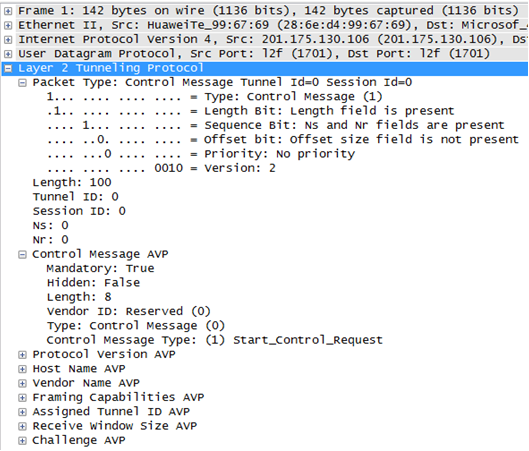 Frame 1: 142 bytes on wire (1136 bits), 142 bytes captured (1136 bits)
Ethernet II, Src: HuaweiTe_99:67:69 (28:6e:d4:99:67:69), Dst: Microsof_
Internet Protocol Version 4, Src: 201.175.130.106 (201.175.130.106), Dst:
User Datagram Protocol, Src Port: l2f (1701), Dst Port: l2f (1701)
Layer 2 Tunneling Protocol
Packet Type: Control Message Tunnel Id=0 Session Id=0
1... .... .... .... = Type: Control Message (1)
.1.. .... .... .... = Length Bit: Length field is present
.... 1... .... .... = Sequence Bit: Ns and Nr fields are present
.... ..0. .... .... = Offset bit: Offset size field is not present
.... ...0 .... .... = Priority: No priority
.... .... .... 0010 = Version: 2
Length: 100
Tunnel ID: 0
Session ID: 0
Ns: 0
Nr: 0
Control Message AVP
Mandatory: True
Hidden: False
Length: 8
Vendor ID: Reserved (0)
Type: Control Message (0)
Control Message Type: (1) Start_Control_Request
Protocol Version AVP
Host Name AVP
Vendor Name AVP
Framing Capabilities AVP
Assigned Tunnel ID AVP
Receive Window Size AVP
Challenge AVP